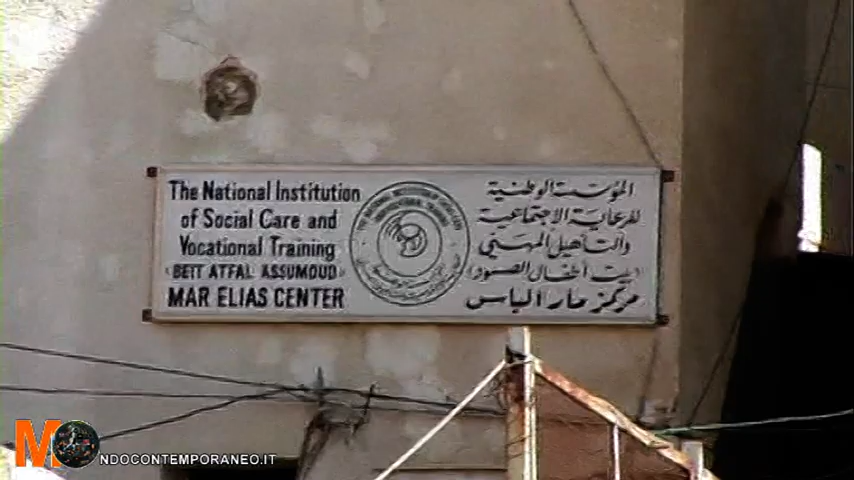 The National Institution
of Social Care and
Vocational Training
(BEIT ATFAL ASSUMOUD)
MAR ELIAS CENTER
المؤسسة الوطنية
للرعاية الاجتماعية
والتأهيل المهني
(بيت أطفال الصمود)
مركز مار الياس
MONDOCONTEMPORANEO.IT